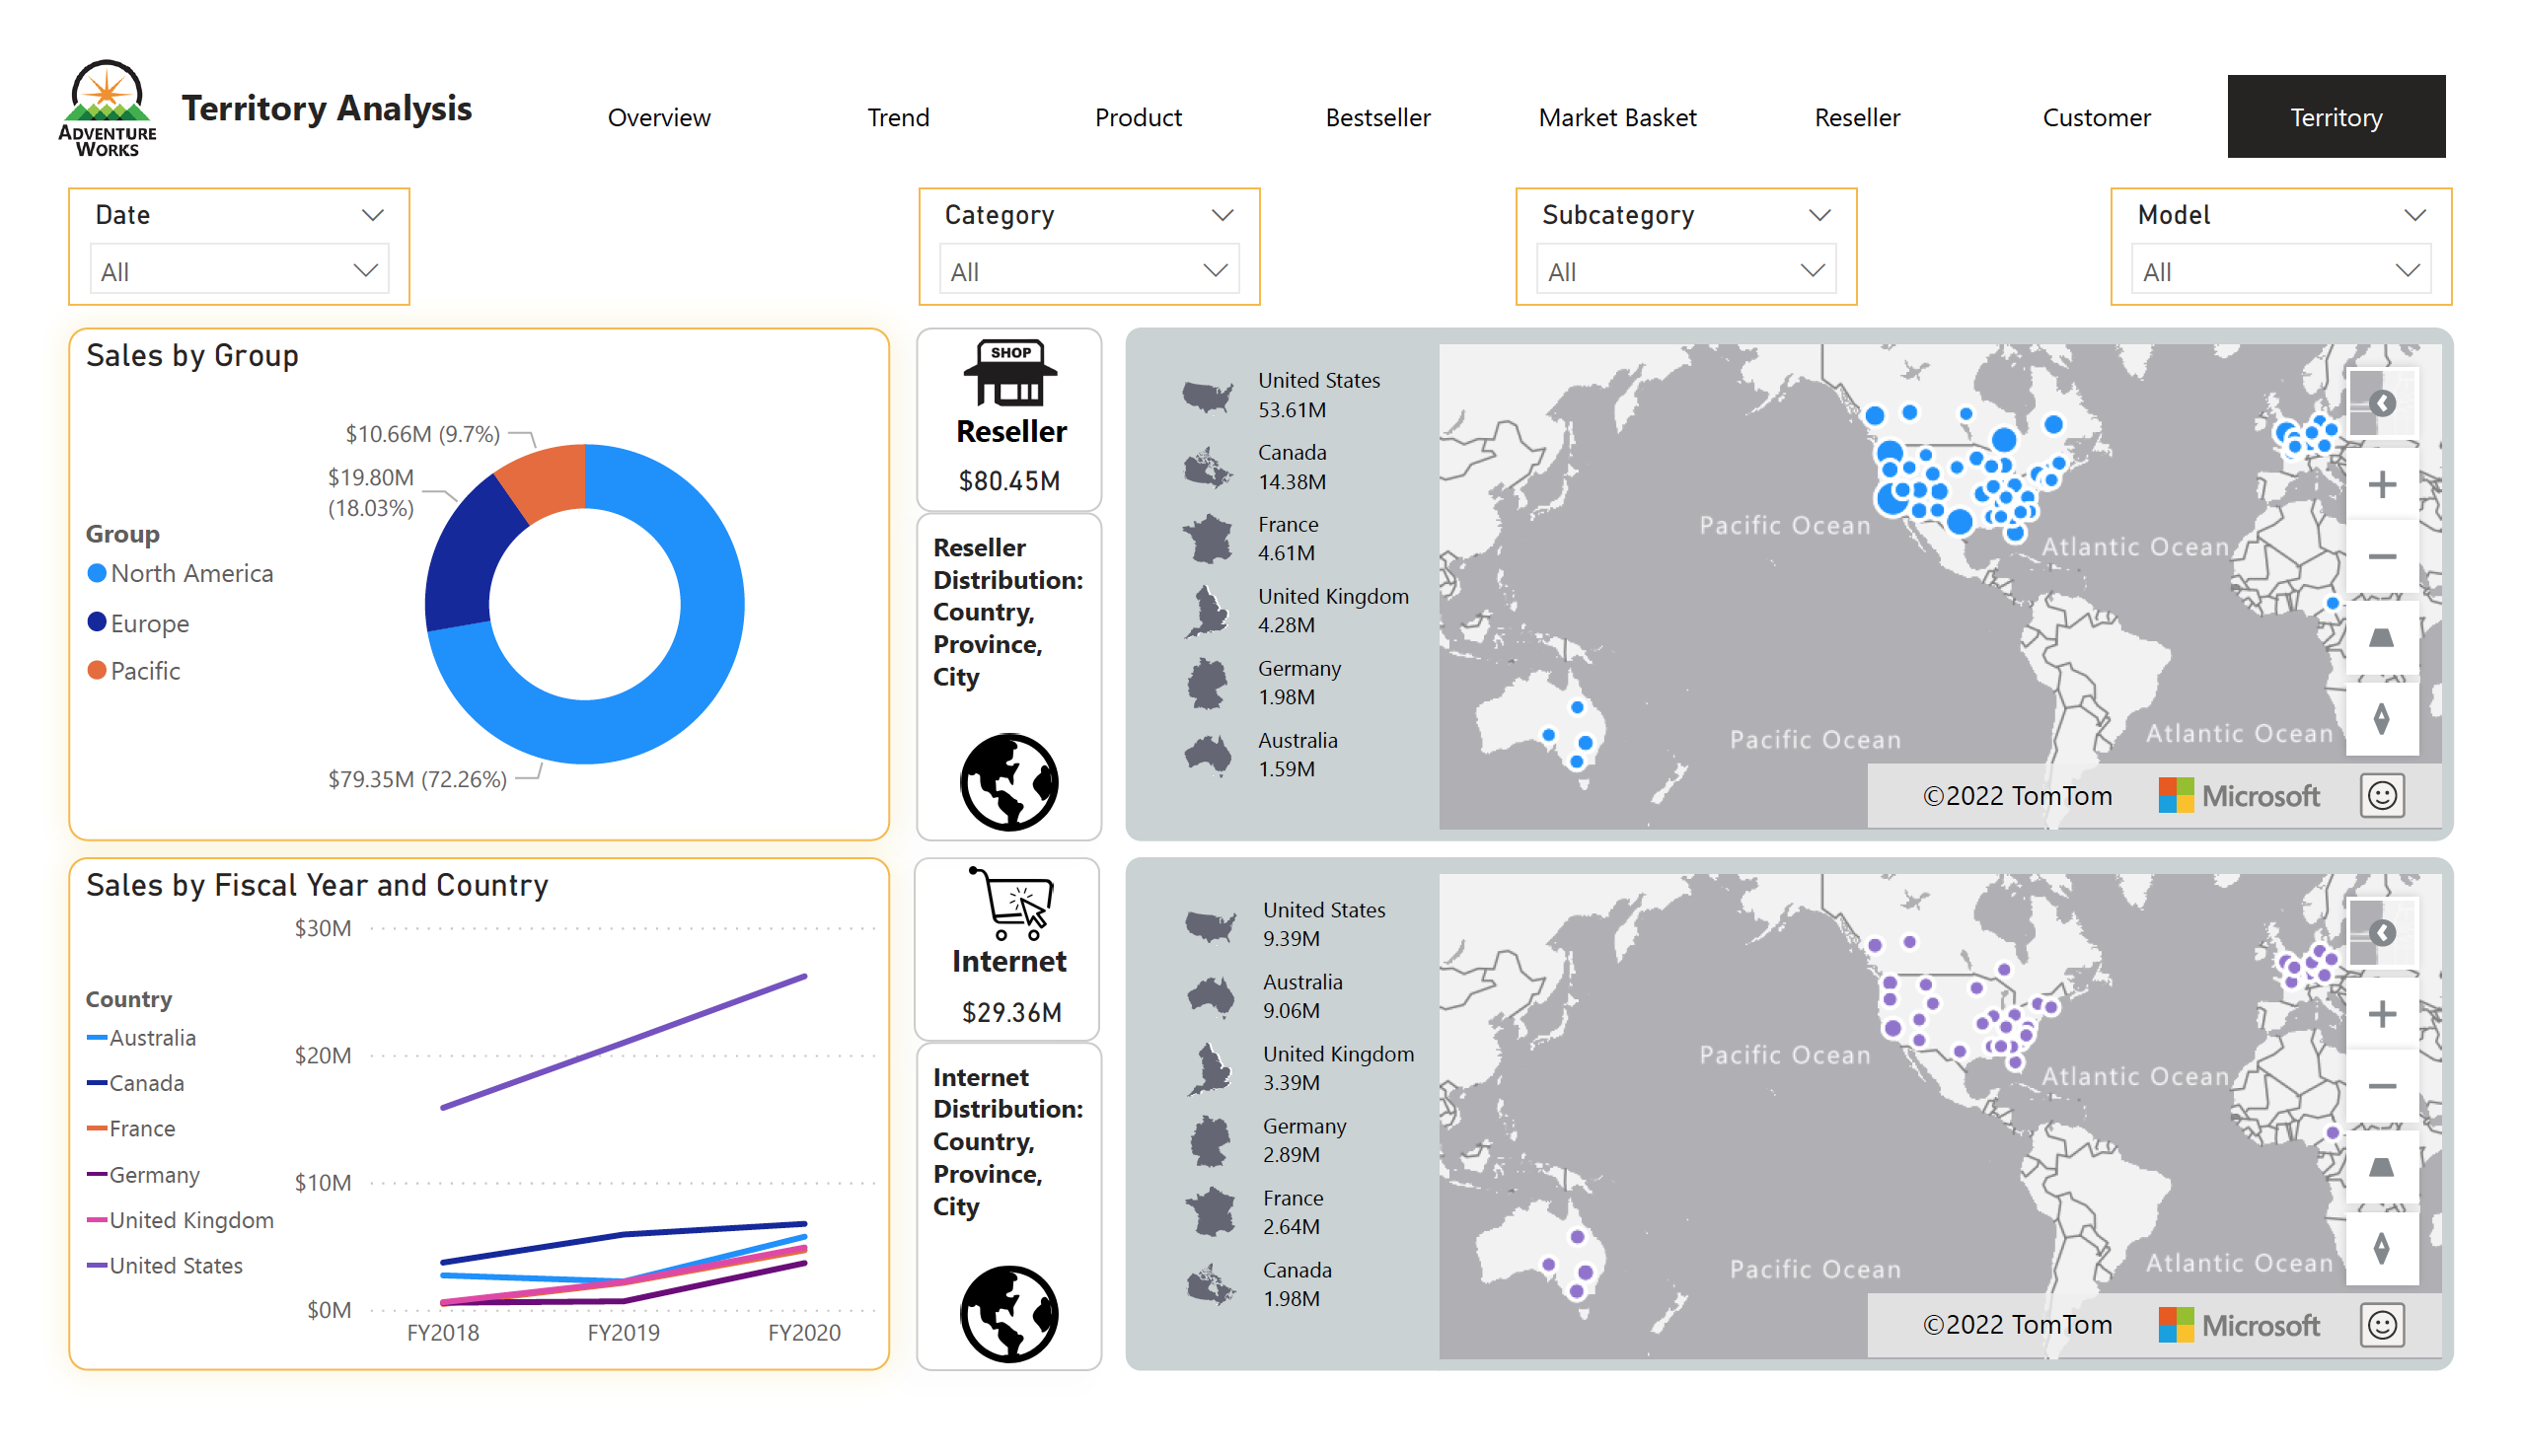 ADVENTURE
WORKS
Territory Analysis
Overview
Trend
Product
Bestseller
Market Basket
Reseller
Customer
Territory
Date
All
Category
All
Subcategory
All
Model
All
Sales by Group
$10.66M (9.7%)
$19.80M
(18.03%)
Group
North America
Europe
Pacific
$79.35M (72.26%)
SHOP
Reseller
$80.45M
Reseller
Distribution:
Country,
Province,
City
United States
53.61M
Canada
14.38M
France
4.61M
United Kingdom
4.28M
Germany
1.98M
Australia
1.59M
Pacific Ocean
Atlantic Ocean
Pacific Ocean
Atlantic Ocean
©2022 TomTom
Microsoft
Sales by Fiscal Year and Country
$30M
$20M
$10M
$0M
Country
Australia
Canada
France
Germany
United Kingdom
United States
FY2018
FY2019
FY2020
Internet
$29.36M
Internet
Distribution:
Country,
Province,
City
United States
9.39M
Australia
9.06M
United Kingdom
3.39M
Germany
2.89M
France
2.64M
Canada
1.98M
Pacific Ocean
Atlantic Ocean
Pacific Ocean
Atlantic Ocean
©2022 TomTom
Microsoft